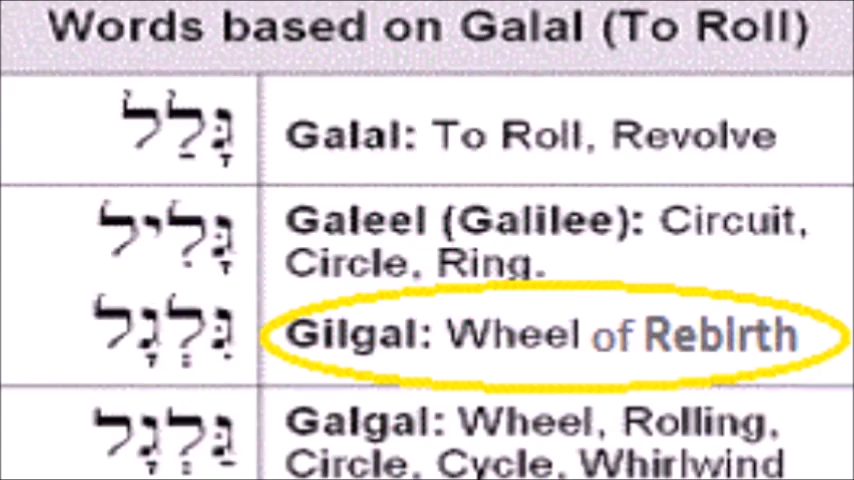 Words based on Galal (To Roll)
גָּלַל Galal: To Roll, Revolve
גָּלִיל Galeel (Galilee): Circuit,
Circle, Ring.
גִּלְגָּל Gilgal: Wheel of Rebirth
גַּלְגָּל Galgal: Wheel, Rolling,
Circle, Cycle, Whirlwind